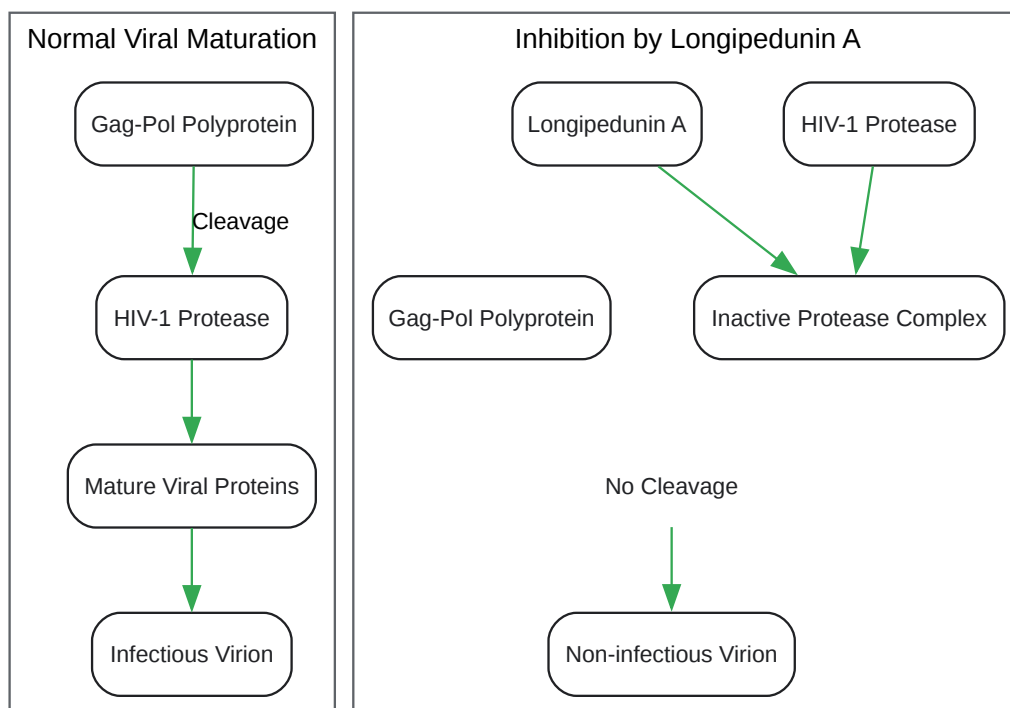 Normal Viral Maturation
Gag-Pol Polyprotein
Cleavage
HIV-1 Protease
Mature Viral Proteins
Infectious Virion
Inhibition by Longipedunin A
Longipedunin A
HIV-1 Protease
Gag-Pol Polyprotein
Inactive Protease Complex
No Cleavage
Non-infectious Virion